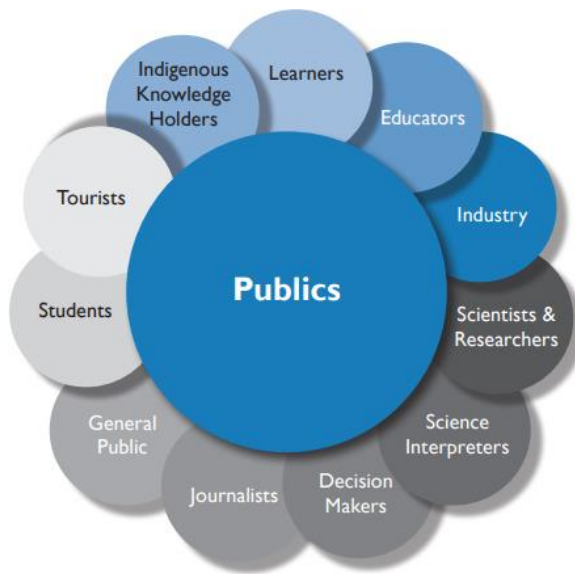 Publics
Learners
Educators
Industry
Scientists &
Researchers
Science
Interpreters
Decision
Makers
Journalists
General
Public
Students
Tourists
Indigenous
Knowledge
Holders